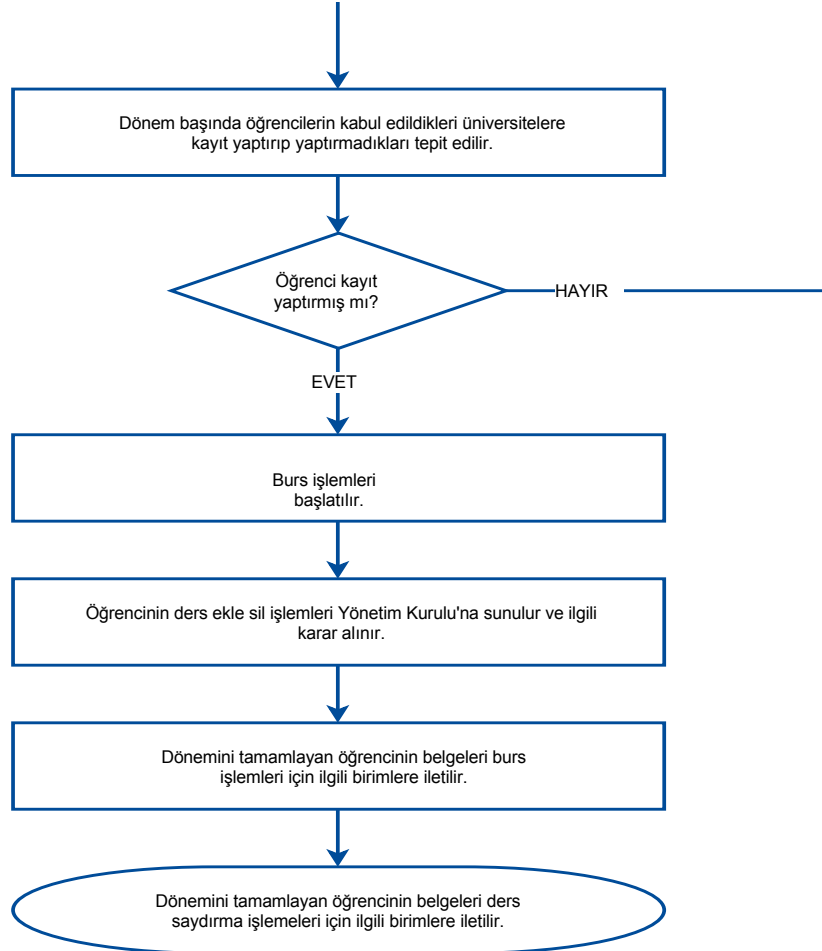 Dönem başında öğrencilerin kabul edildikleri üniversitelere
kayıt yaptırıp yaptırmadıkları tepit edilir.
Öğrenci kayıt
yaptırmış mı?
HAYIR
EVET
Burs işlemleri
başlatılır.
Öğrencinin ders ekle sil işlemleri Yönetim Kurulu'na sunulur ve ilgili
karar alınır.
Dönemini tamamlayan öğrencinin belgeleri burs
işlemleri için ilgili birimlere iletilir.
Dönemini tamamlayan öğrencinin belgeleri ders
saydırma işlemeleri için ilgili birimlere iletilir.